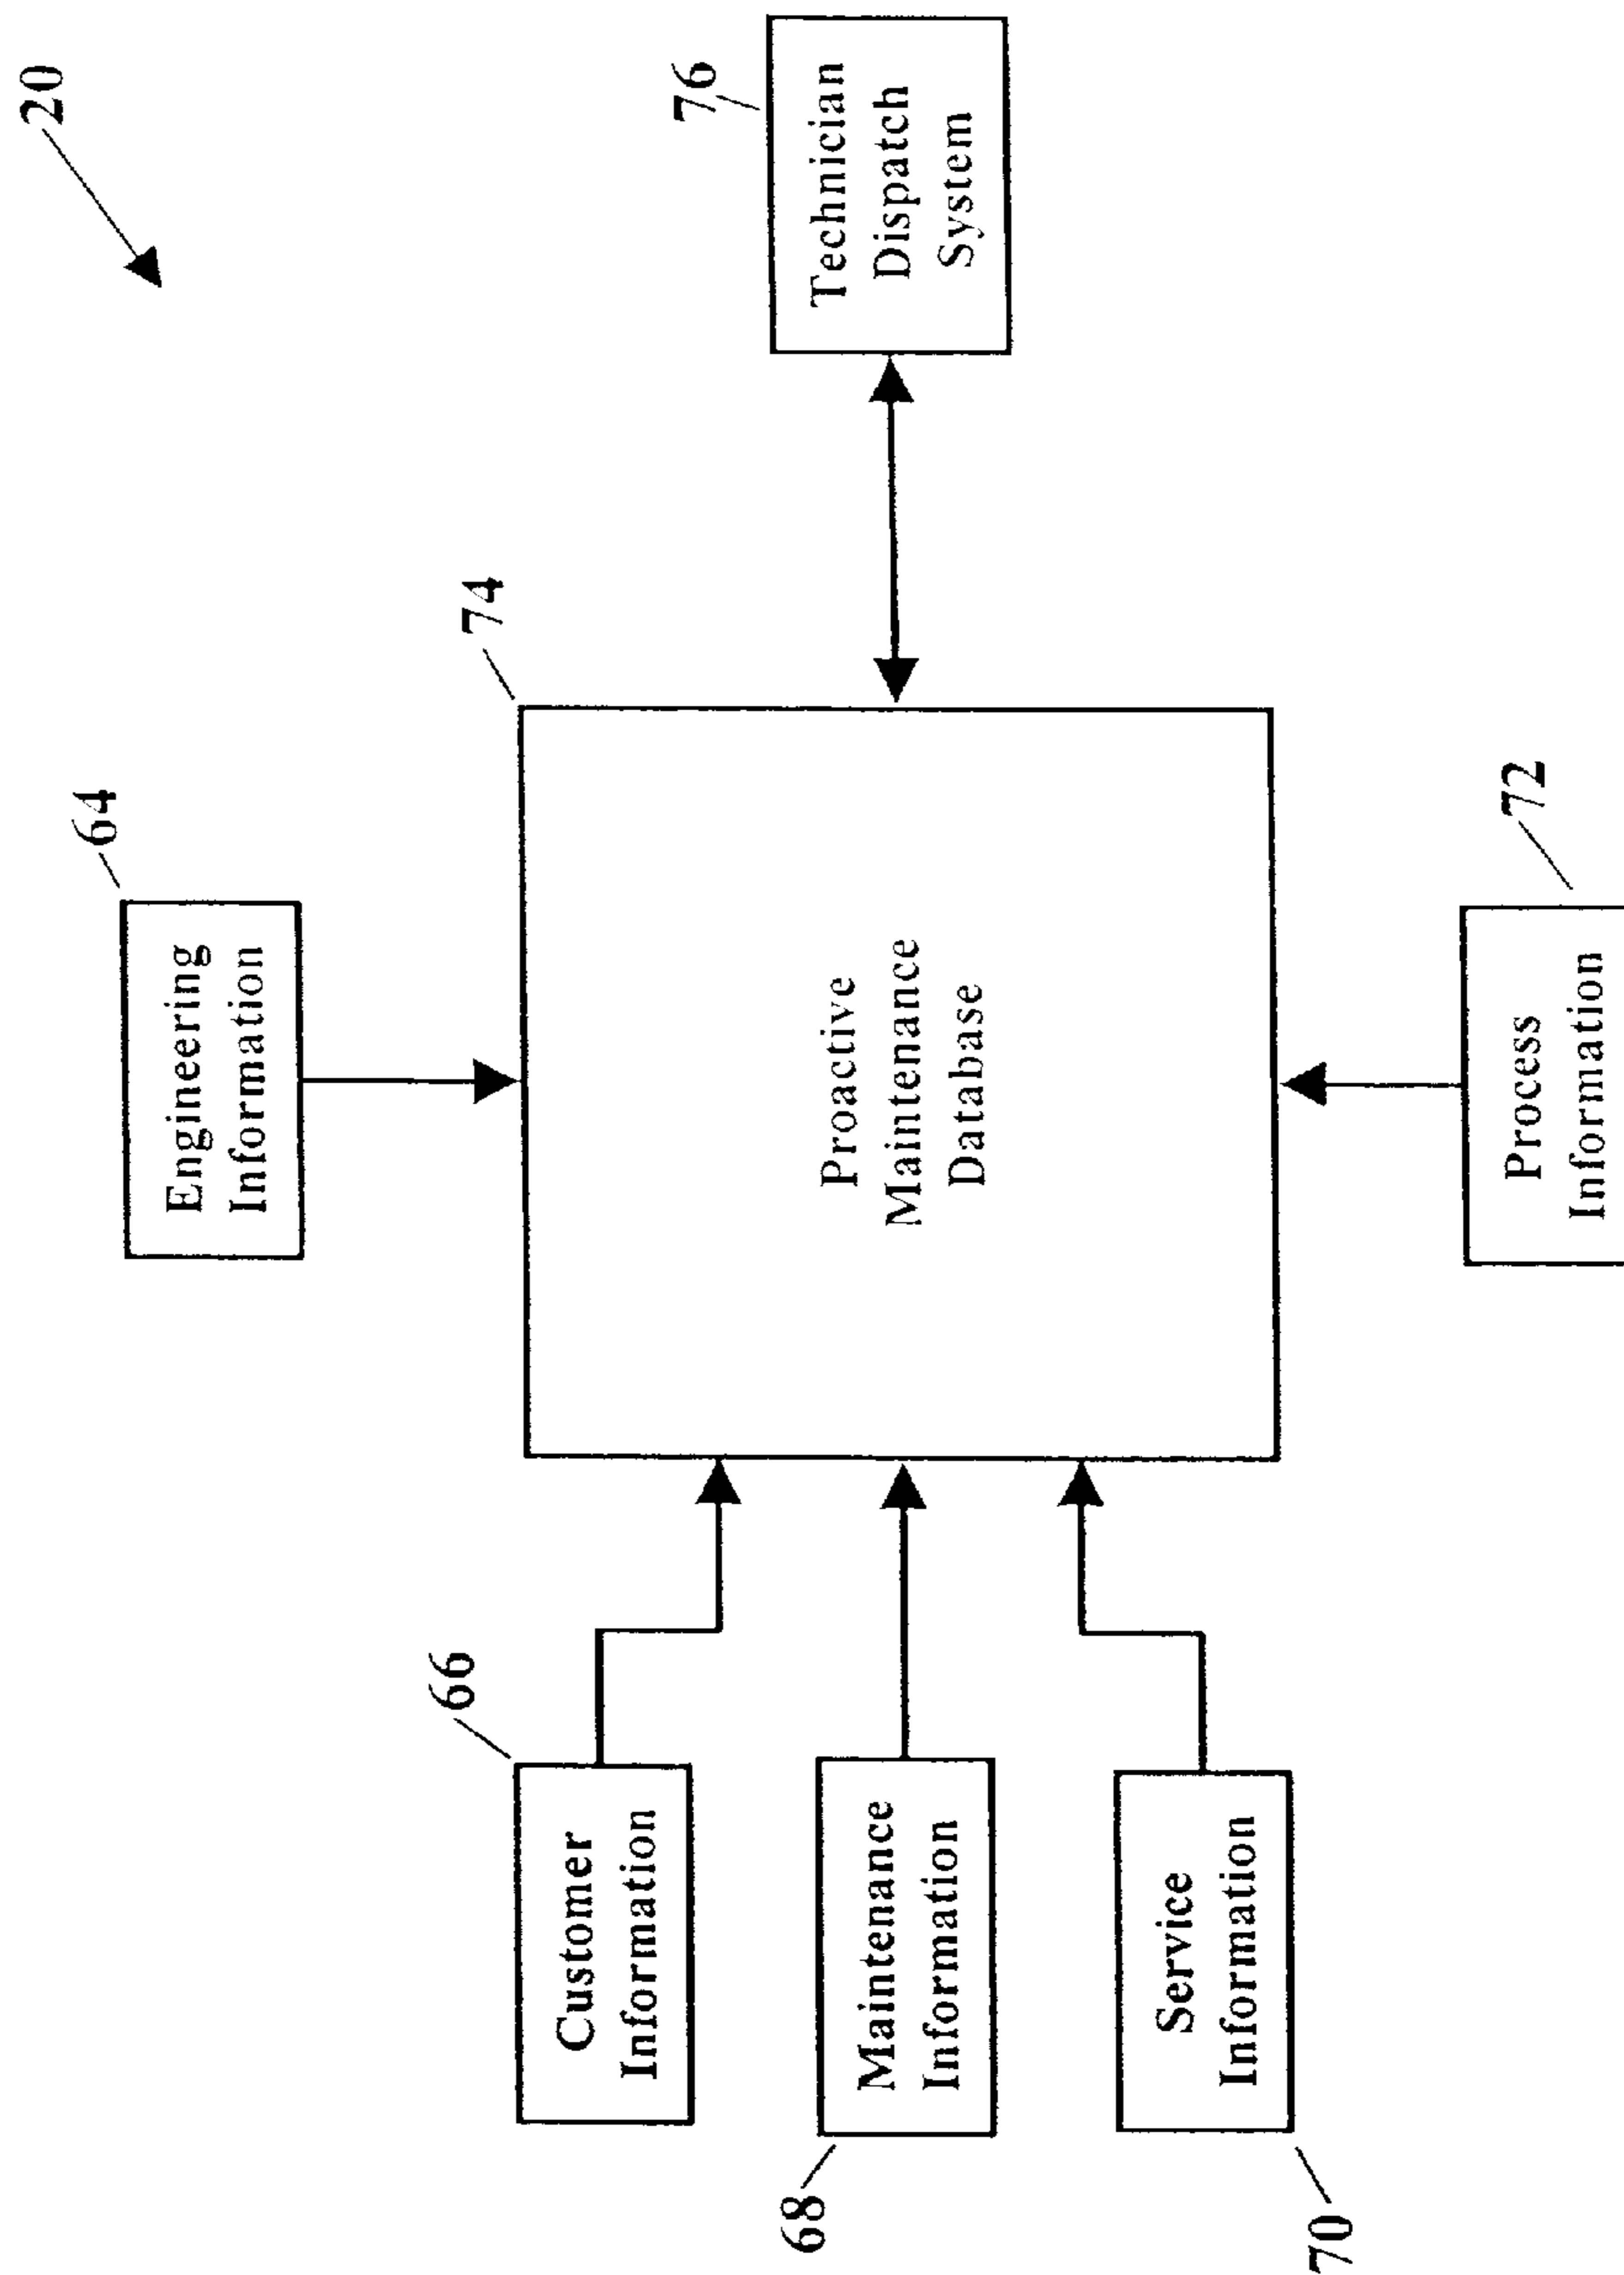 20
64
Engineering
Information
66
Customer
Information
74
Proactive
Maintenance
Database
76
Technician
Dispatch
System
68
Maintenance
Information
70
Service
Information
72
Process
Information